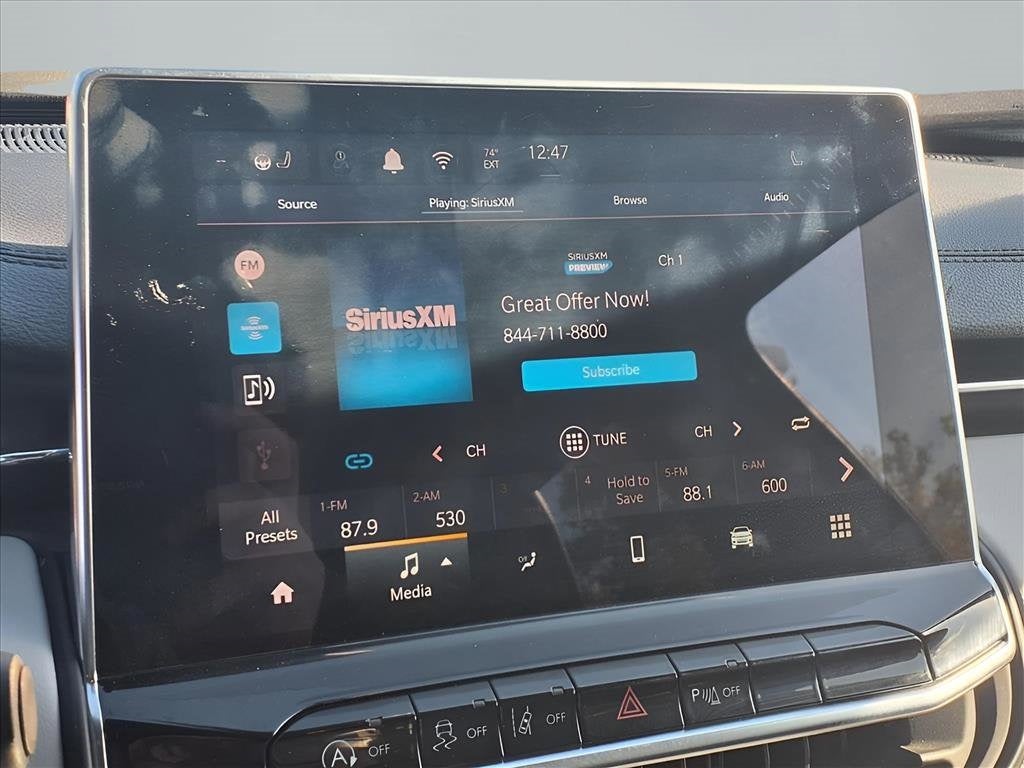 74°
EXT
12:47
Source
Playing: SiriusXM
Browse
Audio
FM
SiriusXM
SiriusXM
SIRIUSXM
PREVIEW
Ch 1
Great Offer Now!
844-711-8800
Subscribe
CH
TUNE
CH
All
Presets
1-FM
87.9
2-AM
530
3
4
Hold to
Save
5-FM
88.1
6-AM
600
Media
Off
A
OFF
OFF
OFF
P
OFF